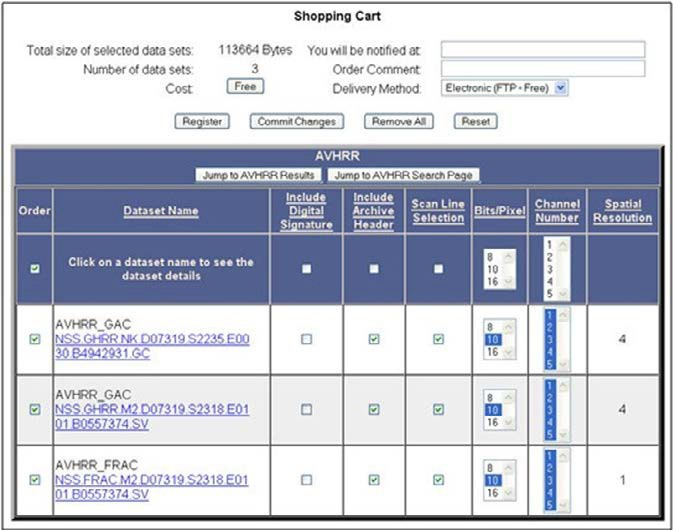 Shopping Cart
Total size of selected data sets: 113664 Bytes You will be notified at:
Number of data sets: 3 Order Comment:
Cost: Free Delivery Method: Electronic (FTP - Free)
Register Commit Changes Remove All Reset
AVHRR
Jump to AVHRR Results Jump to AVHRR Search Page
Order Dataset Name Include Digital Signature Include Archive Header Scan Line Selection Bits/Pixel Channel Number Spatial Resolution
Click on a dataset name to see the
dataset details
8
10
16
1
2
3
4
5
AVHRR_GAC
NSS.GHRR.NK.D07319.S2235.E00
30.B4942931.GC
8
10
16
1
2
3
4
5
4
AVHRR_GAC
NSS.GHRR.M2.D07319.S2318.E01
01.B0557374.SV
8
10
16
1
2
3
4
5
4
AVHRR_FRAC
NSS.FRAC.M2.D07319.S2318.E01
01.B0557374.SV
8
10
16
1
2
3
4
5
1